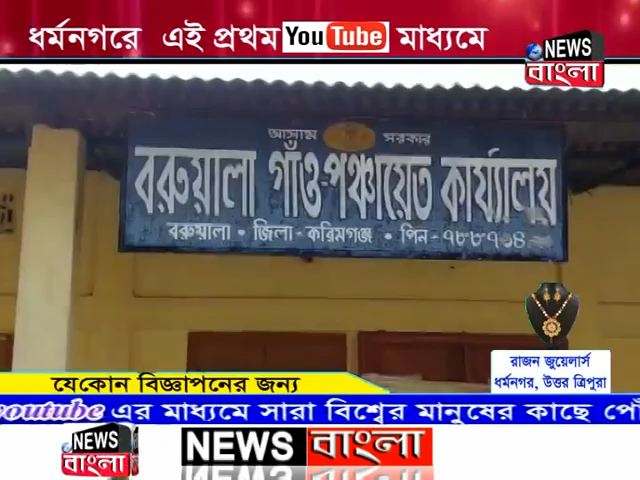 ধর্মনগরে এই প্রথম YouTube মাধ্যমে
NEWS
বাংলা
আসাম সরকার
বরুয়ালা গাঁও-পঞ্চায়েত কার্য্যালয়
বরুয়ালা • জিলা - করিমগঞ্জ • পিন - ৭৮৮৭
রাজন জুয়েলার্স
ধর্মনগর, উত্তর ত্রিপুরা
যেকোন বিজ্ঞাপনের জন্য
youtube এর মাধ্যমে সারা বিশ্বের মানুষের কাছে পৌঁ
NEWS
বাংলা
NEWS বাংলা